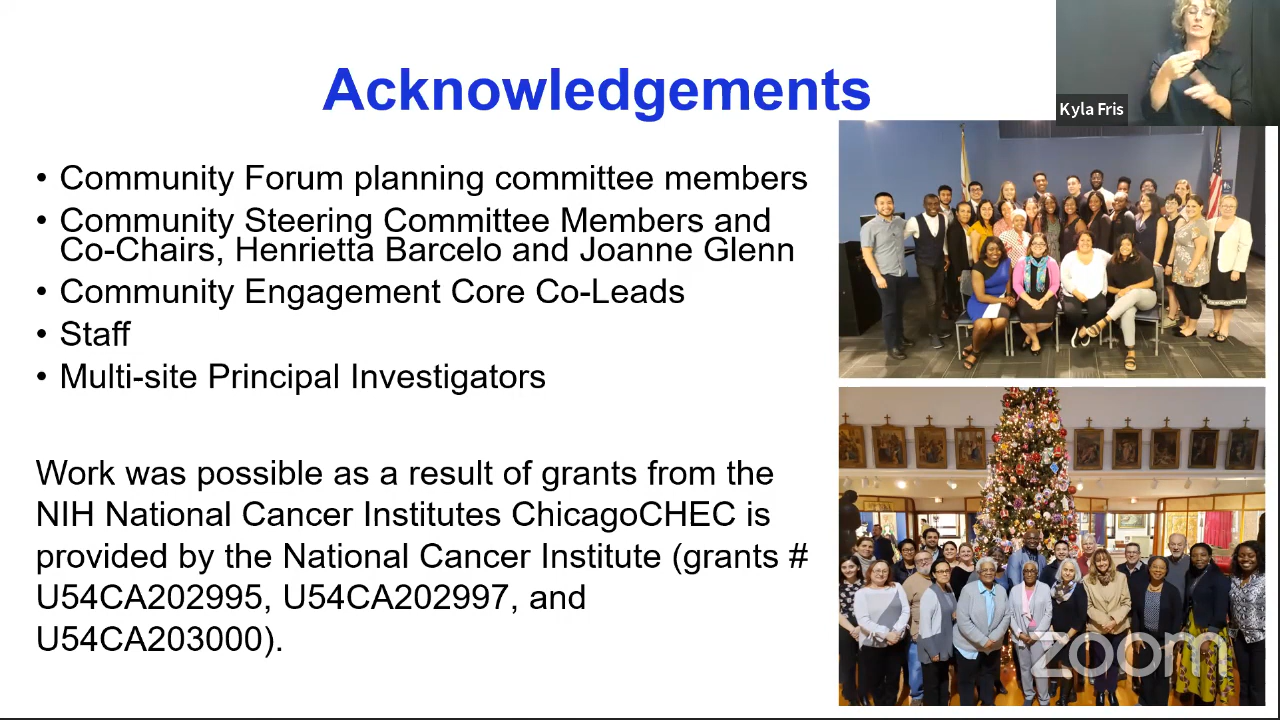 Acknowledgements
Kyla Fris
• Community Forum planning committee members
• Community Steering Committee Members and
Co-Chairs, Henrietta Barcelo and Joanne Glenn
• Community Engagement Core Co-Leads
• Staff
• Multi-site Principal Investigators
Work was possible as a result of grants from the
NIH National Cancer Institutes ChicagoCHEC is
provided by the National Cancer Institute (grants #
U54CA202995, U54CA202997, and
U54CA203000).
zoom